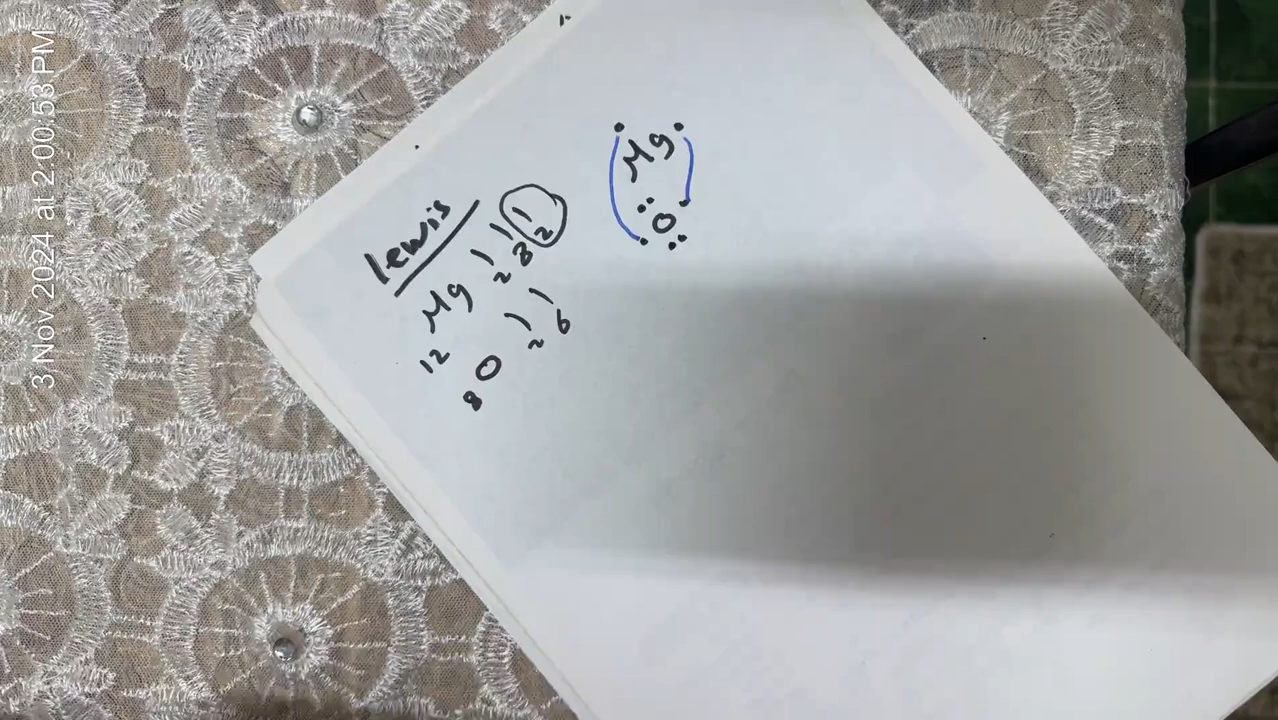 Lewis
12 Mg ) ) )
2 8 2
8 O ) )
2 6
Mg
O
3 Nov 2024 at 2:00:53 PM